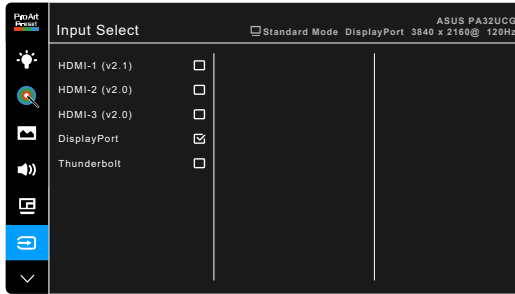 ProArt
Preset
Input Select
ASUS PA32UCG
Standard Mode DisplayPort 3840 x 2160@ 120Hz
HDMI-1 (v2.1)
HDMI-2 (v2.0)
HDMI-3 (v2.0)
DisplayPort
Thunderbolt